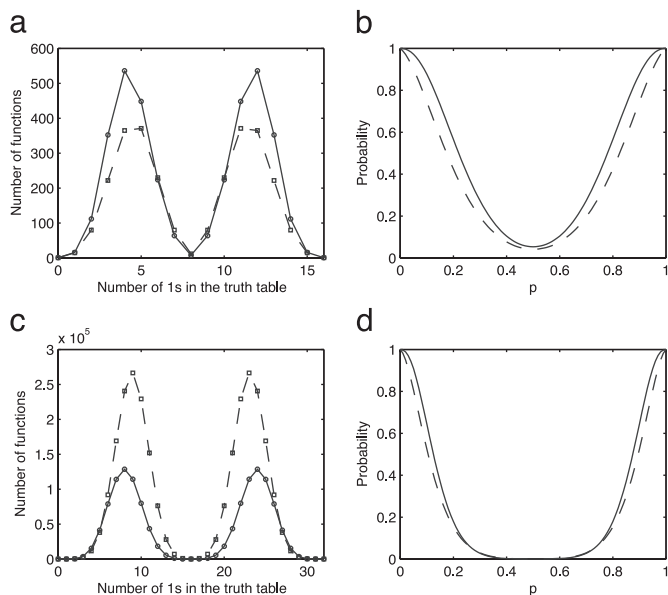 a
600
500
400
300
200
100
0
Number of functions
0 5 10 15
Number of 1s in the truth table
b
1
0.8
0.6
0.4
0.2
0
Probability
0 0.2 0.4 0.6 0.8 1
p
c
x 10^5
3
2.5
2
1.5
1
0.5
0
Number of functions
0 10 20 30
Number of 1s in the truth table
d
1
0.8
0.6
0.4
0.2
0
Probability
0 0.2 0.4 0.6 0.8 1
p